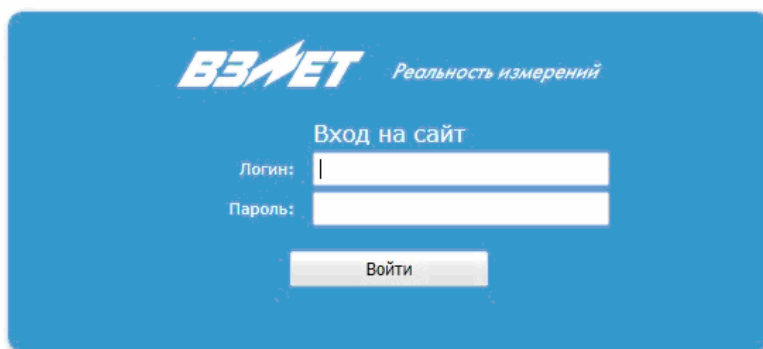 ВЗЛЕТ Реальность измерений
Вход на сайт
Логин:
Пароль:
Войти